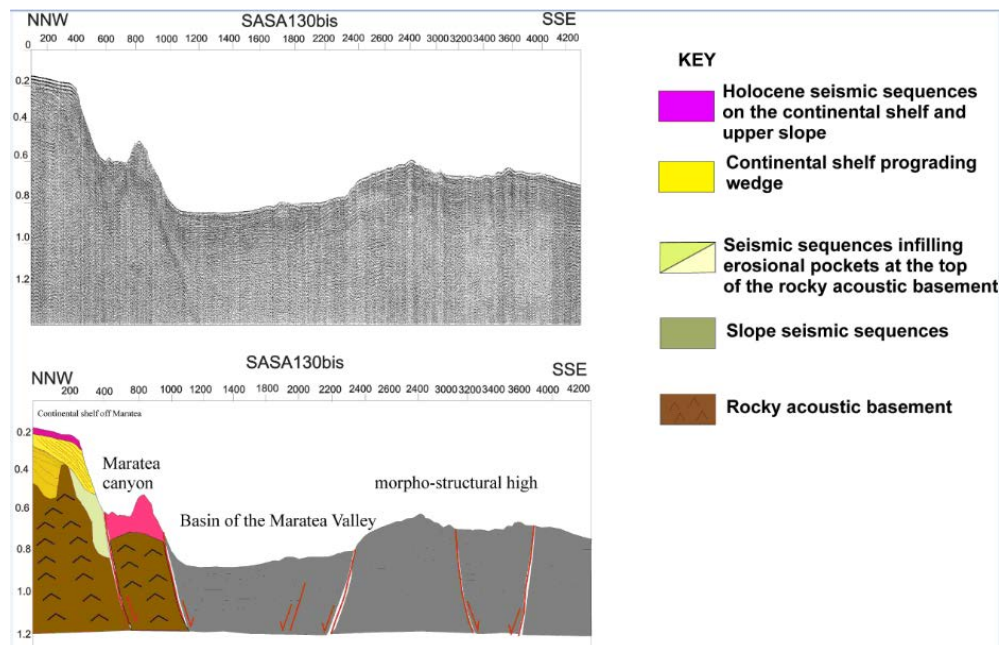 NNW SASA130bis SSE
0 200 400 600 800 1000 1200 1400 1600 1800 2000 2200 2400 2600 3000 3200 3400 3600 3800 4000 4200
0
0.2
0.4
0.6
0.8
1.0
1.2
KEY
Holocene seismic sequences
on the continental shelf and
upper slope
Continental shelf prograding
wedge
Seismic sequences infilling
erosional pockets at the top
of the rocky acoustic basement
Slope seismic sequences
Rocky acoustic basement
SASA130bis
NNW SSE
200 400 600 800 1000 1200 1400 1600 1800 2000 2200 2400 2600 3000 3200 3400 3600 3800 4000 4200
Continental shelf off Maratea
0.2
0.4
0.6
0.8
1.0
1.2
Maratea
canyon
morpho-structural high
Basin of the Maratea Valley